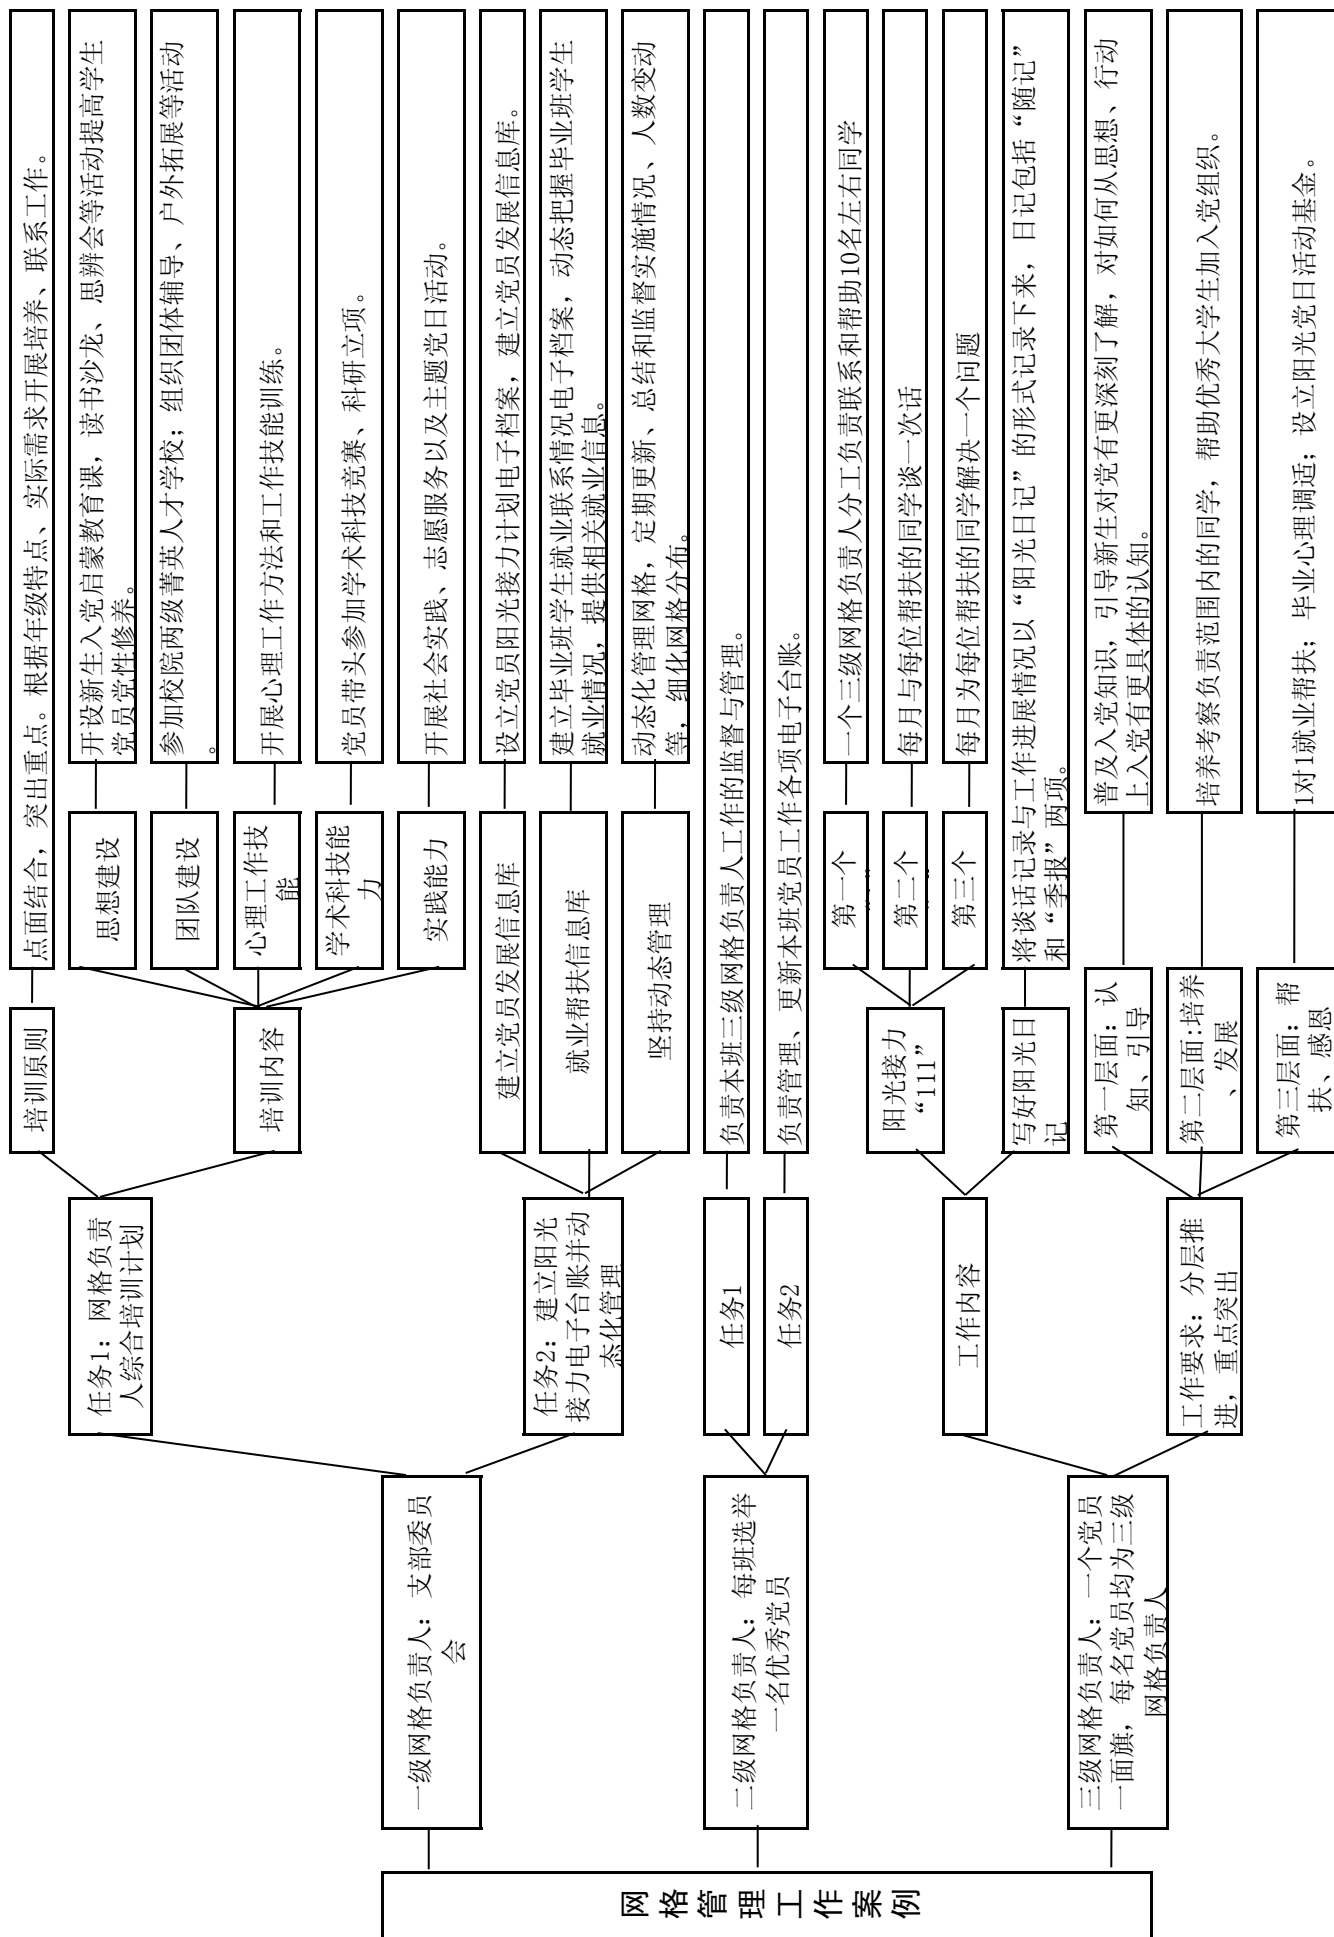 网格管理工作案例
一级网格负责人：支部委员
会
任务1：网格负责
人综合培训计划
培训原则
点面结合，突出重点。根据年级特点、实际需求开展培养、联系工作。
培训内容
思想建设
开设新生入党启蒙教育课，读书沙龙、思辨会等活动提高学生
党员党性修养。
团队建设
参加校院两级菁英人才学校；组织团体辅导、户外拓展等活动
。
心理工作技
能
开展心理工作方法和工作技能训练。
学术科技能
力
党员带头参加学术科技竞赛、科研立项。
实践能力
开展社会实践、志愿服务以及主题党日活动。
任务2：建立阳光
接力电子台账并动
态化管理
建立党员发展信息库
设立党员阳光接力计划电子档案，建立党员发展信息库。
就业帮扶信息库
建立毕业班学生就业联系情况电子档案，动态把握毕业班学生
就业情况，提供相关就业信息。
坚持动态管理
动态化管理网格，定期更新、总结和监督实施情况、人数变动
等，细化网格分布。
二级网格负责人：每班选举
一名优秀党员
任务1
负责本班三级网格负责人工作的监督与管理。
任务2
负责管理、更新本班党员工作各项电子台账。
三级网格负责人：一个党员
一面旗，每名党员均为三级
网格负责人
工作内容
阳光接力
“111”
第一个
一个三级网格负责人分工负责联系和帮助10名左右同学
第二个
每月与每位帮扶的同学谈一次话
第三个
每月为每位帮扶的同学解决一个问题
写好阳光日
记
将谈话记录与工作进展情况以“阳光日记”的形式记录下来，日记包括“随记”
和“季报”两项。
工作要求：分层推
进，重点突出
第一层面：认
知、引导
普及入党知识，引导新生对党有更深刻了解，对如何从思想、行动
上入党有更具体的认知。
第二层面:培养
、发展
培养考察负责范围内的同学，帮助优秀大学生加入党组织。
第三层面：帮
扶、感恩
1对1就业帮扶；毕业心理调适；设立阳光党日活动基金。